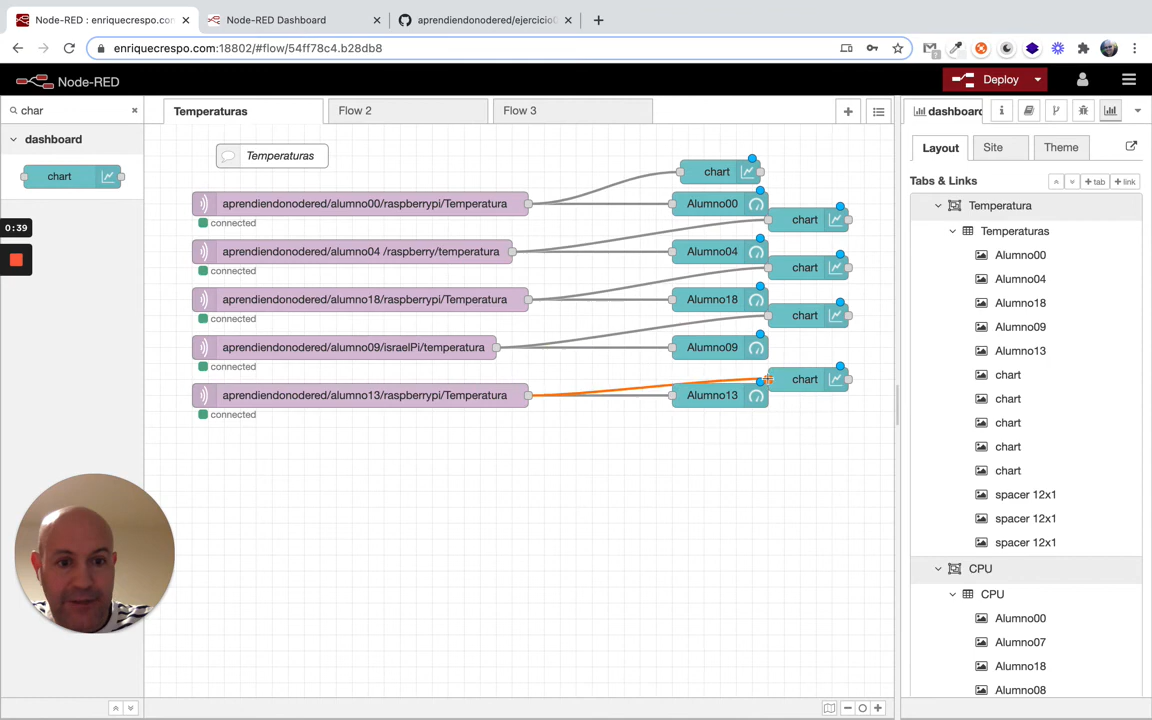 Node-RED : enriquecrespo.com
Node-RED Dashboard
aprendiendonodered/ejercicio
enriquecrespo.com:18802/#flow/54ff78c4.b28db8
Node-RED
Deploy
char
Temperaturas
Flow 2
Flow 3
dashboard
dashboard
chart
Layout
Site
Theme
Tabs & Links
tab
link
Temperaturas
chart
aprendiendonodered/alumno00/raspberrypi/Temperatura
connected
Alumno00
chart
aprendiendonodered/alumno04 /raspberry/temperatura
connected
Alumno04
chart
aprendiendonodered/alumno18/raspberrypi/Temperatura
connected
Alumno18
chart
aprendiendonodered/alumno09/israelPi/temperatura
connected
Alumno09
chart
aprendiendonodered/alumno13/raspberrypi/Temperatura
connected
Alumno13
0:39
Temperatura
Temperaturas
Alumno00
Alumno04
Alumno18
Alumno09
Alumno13
chart
chart
chart
chart
chart
spacer 12x1
spacer 12x1
spacer 12x1
CPU
CPU
Alumno00
Alumno07
Alumno18
Alumno08